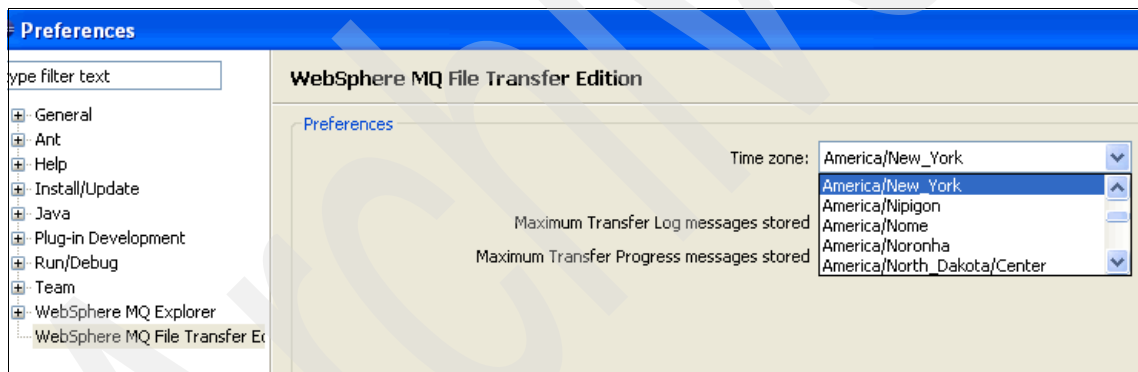 Preferences
ype filter text
General
Ant
Help
Install/Update
Java
Plug-in Development
Run/Debug
Team
WebSphere MQ Explorer
WebSphere MQ File Transfer Ed
WebSphere MQ File Transfer Edition
Preferences
Time zone: America/New_York
America/New_York
America/Nipigon
America/Nome
America/Noronha
America/North_Dakota/Center
Maximum Transfer Log messages stored
Maximum Transfer Progress messages stored